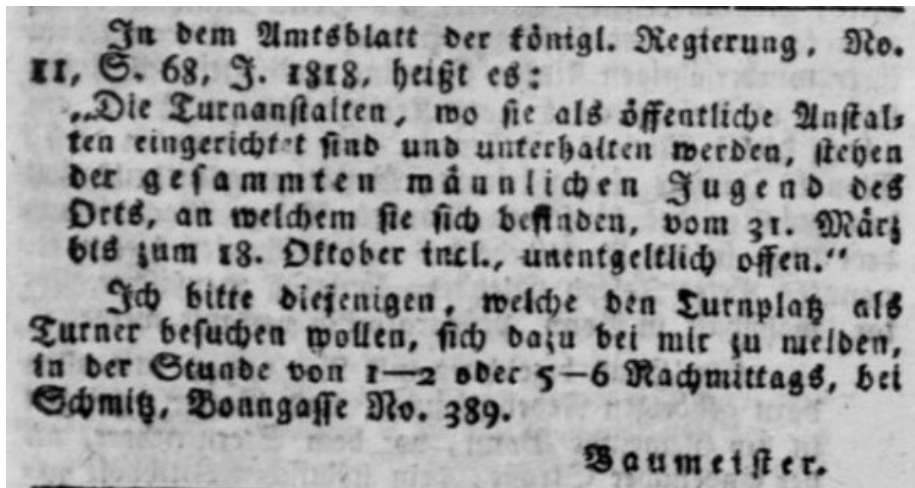 In dem Amtsblatt der königl. Regierung, No.
11, S. 68, J. 1818, heißt es:
„Die Turnanstalten, wo sie als öffentliche Anstal-
ten eingerichtet sind und unterhalten werden, stehen
der gesammten männlichen Jugend des
Orts, an welchem sie sich befinden, vom 31. März
bis zum 18. Oktober incl., unentgeltlich offen.“
Ich bitte diejenigen, welche den Turnplatz als
Turner besuchen wollen, sich dazu bei mir zu melden,
in der Stunde von 1—2 oder 5—6 Nachmittags, bei
Schmitz, Bonngasse No. 389.
Baumeister.